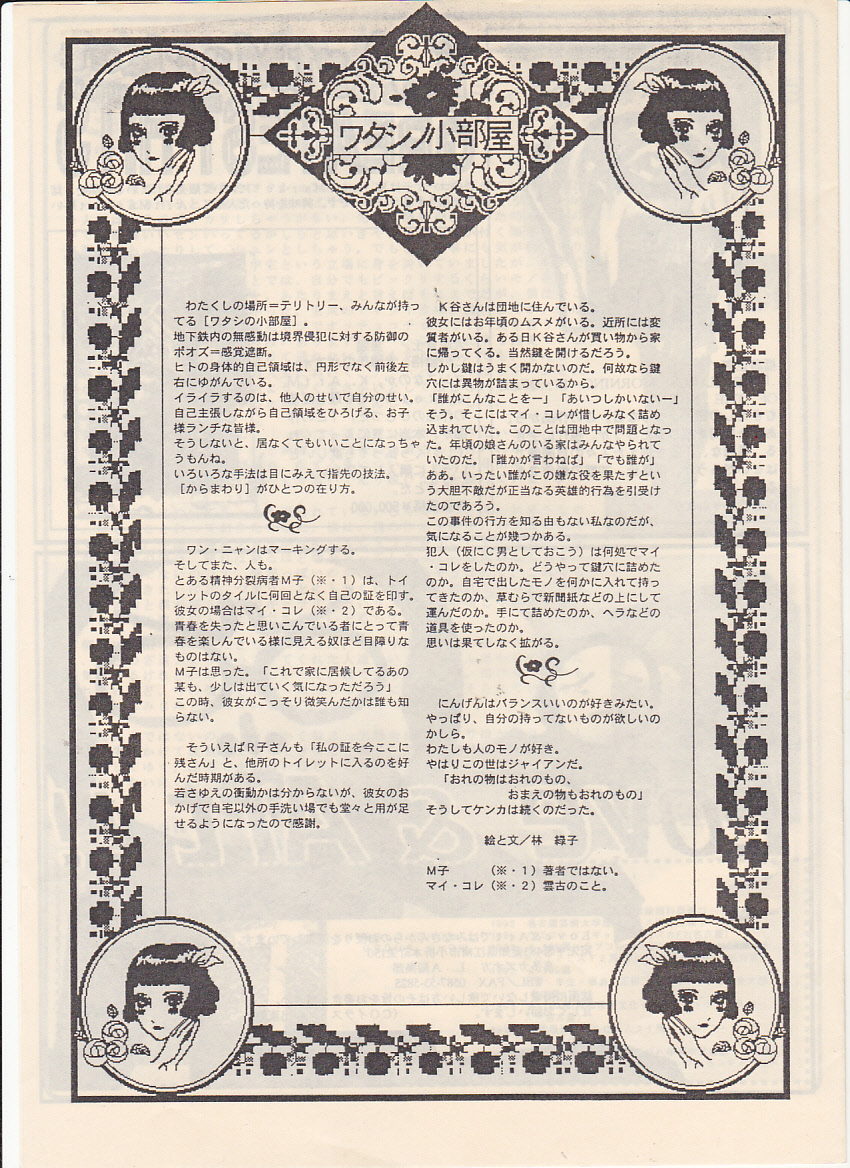 ワタシノ小部屋
わたくしの場所=テリトリー、みんなが持っ
てる[ワタシの小部屋]。
地下鉄内の無感動は境界侵犯に対する防御の
ポオズ=感覚遮断。
ヒトの身体的自己領域は、円形でなく前後左
右にゆがんでいる。
イライラするのは、他人のせいで自分のせい。
自己主張しながら自己領域をひろげる、お子
様ランチな皆様。
そうしないと、居なくてもいいことになっちゃ
うもんね。
いろいろな手法は目にみえて指先の技法。
[からまわり]がひとつの在り方。
ワン・ニャンはマーキングする。
そしてまた、人も。
とある精神分裂病者M子(※・1)は、トイ
レットのタイルに何回となく自己の証を印す。
彼女の場合はマイ・コレ(※・2)である。
青春を失ったと思いこんでいる者にとって青
春を楽しんでいる様に見える奴ほど目障りな
ものはない。
M子は思った。「これで家に居候してるあの
某も、少しは出ていく気になっただろう」
この時、彼女がこっそり微笑んだかは誰も知
らない。
そういえばR子さんも「私の証を今ここに
残さん」と、他所のトイレットに入るのを好
んだ時期がある。
若さゆえの衝動かは分からないが、彼女のお
かげで自宅以外の手洗い場でも堂々と用が足
せるようになったので感謝。
K谷さんは団地に住んでいる。
彼女にはお年頃のムスメがいる。近所には変
質者がいる。ある日K谷さんが買い物から家
に帰ってくる。当然鍵を開けるだろう。
しかし鍵はうまく開かないのだ。何故なら鍵
穴には異物が詰まっているから。
「誰がこんなことをー」「あいつしかいないー」
そう。そこにはマイ・コレが惜しみなく詰め
込まれていた。このことは団地中で問題となっ
た。年頃の娘さんのいる家はみんなやられて
いたのだ。「誰かが言わねば」「でも誰が」
ああ。いったい誰がこの嫌な役を果たすとい
う大胆不敵だが正当なる英雄的行為を引受け
たのであろう。
この事件の行方を知る由もない私なのだが、
気になることが幾つかある。
犯人(仮にC男としておこう)は何処でマイ
・コレをしたのか。どうやって鍵穴に詰めた
のか。自宅で出したモノを何かに入れて持っ
てきたのか、草むらで新聞紙などの上にして
運んだのか。手にて詰めたのか、ヘラなどの
道具を使ったのか。
思いは果てしなく拡がる。
にんげんはバランスいいのが好きみたい。
やっぱり、自分の持ってないものが欲しいの
かしら。
わたしも人のモノが好き。
やはりこの世はジャイアンだ。
「おれの物はおれのもの、
おまえの物もおれのもの」
そうしてケンカは続くのだった。
絵と文/林 緑子
M子 (※・1)著者ではない。
マイ・コレ(※・2)雲古のこと。